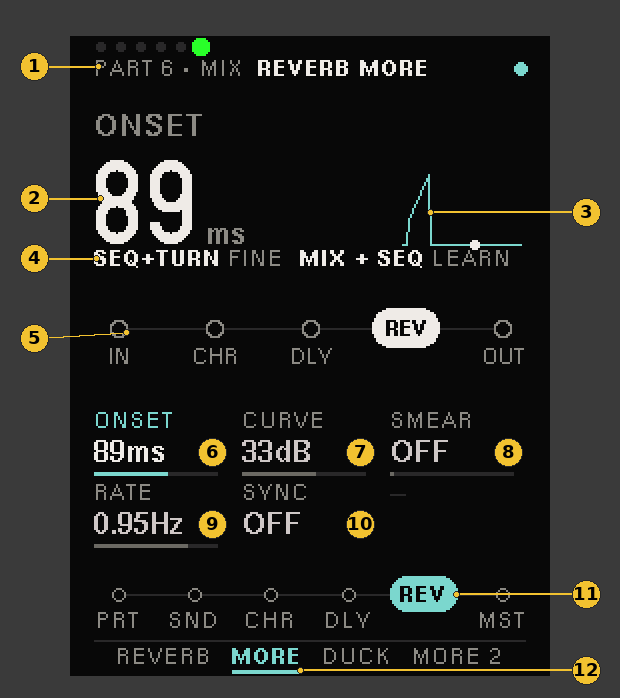 1 PART 6 · MIX REVERB MORE
ONSET
2 89 ms
3
4 SEQ+TURN FINE MIX + SEQ LEARN
5
REV
IN CHR DLY OUT
ONSET CURVE SMEAR
89ms 6 33dB 7 OFF 8
RATE SYNC —
0.95Hz 9 OFF 10
REV 11
PRT SND CHR DLY MST
REVERB MORE DUCK MORE 2
12